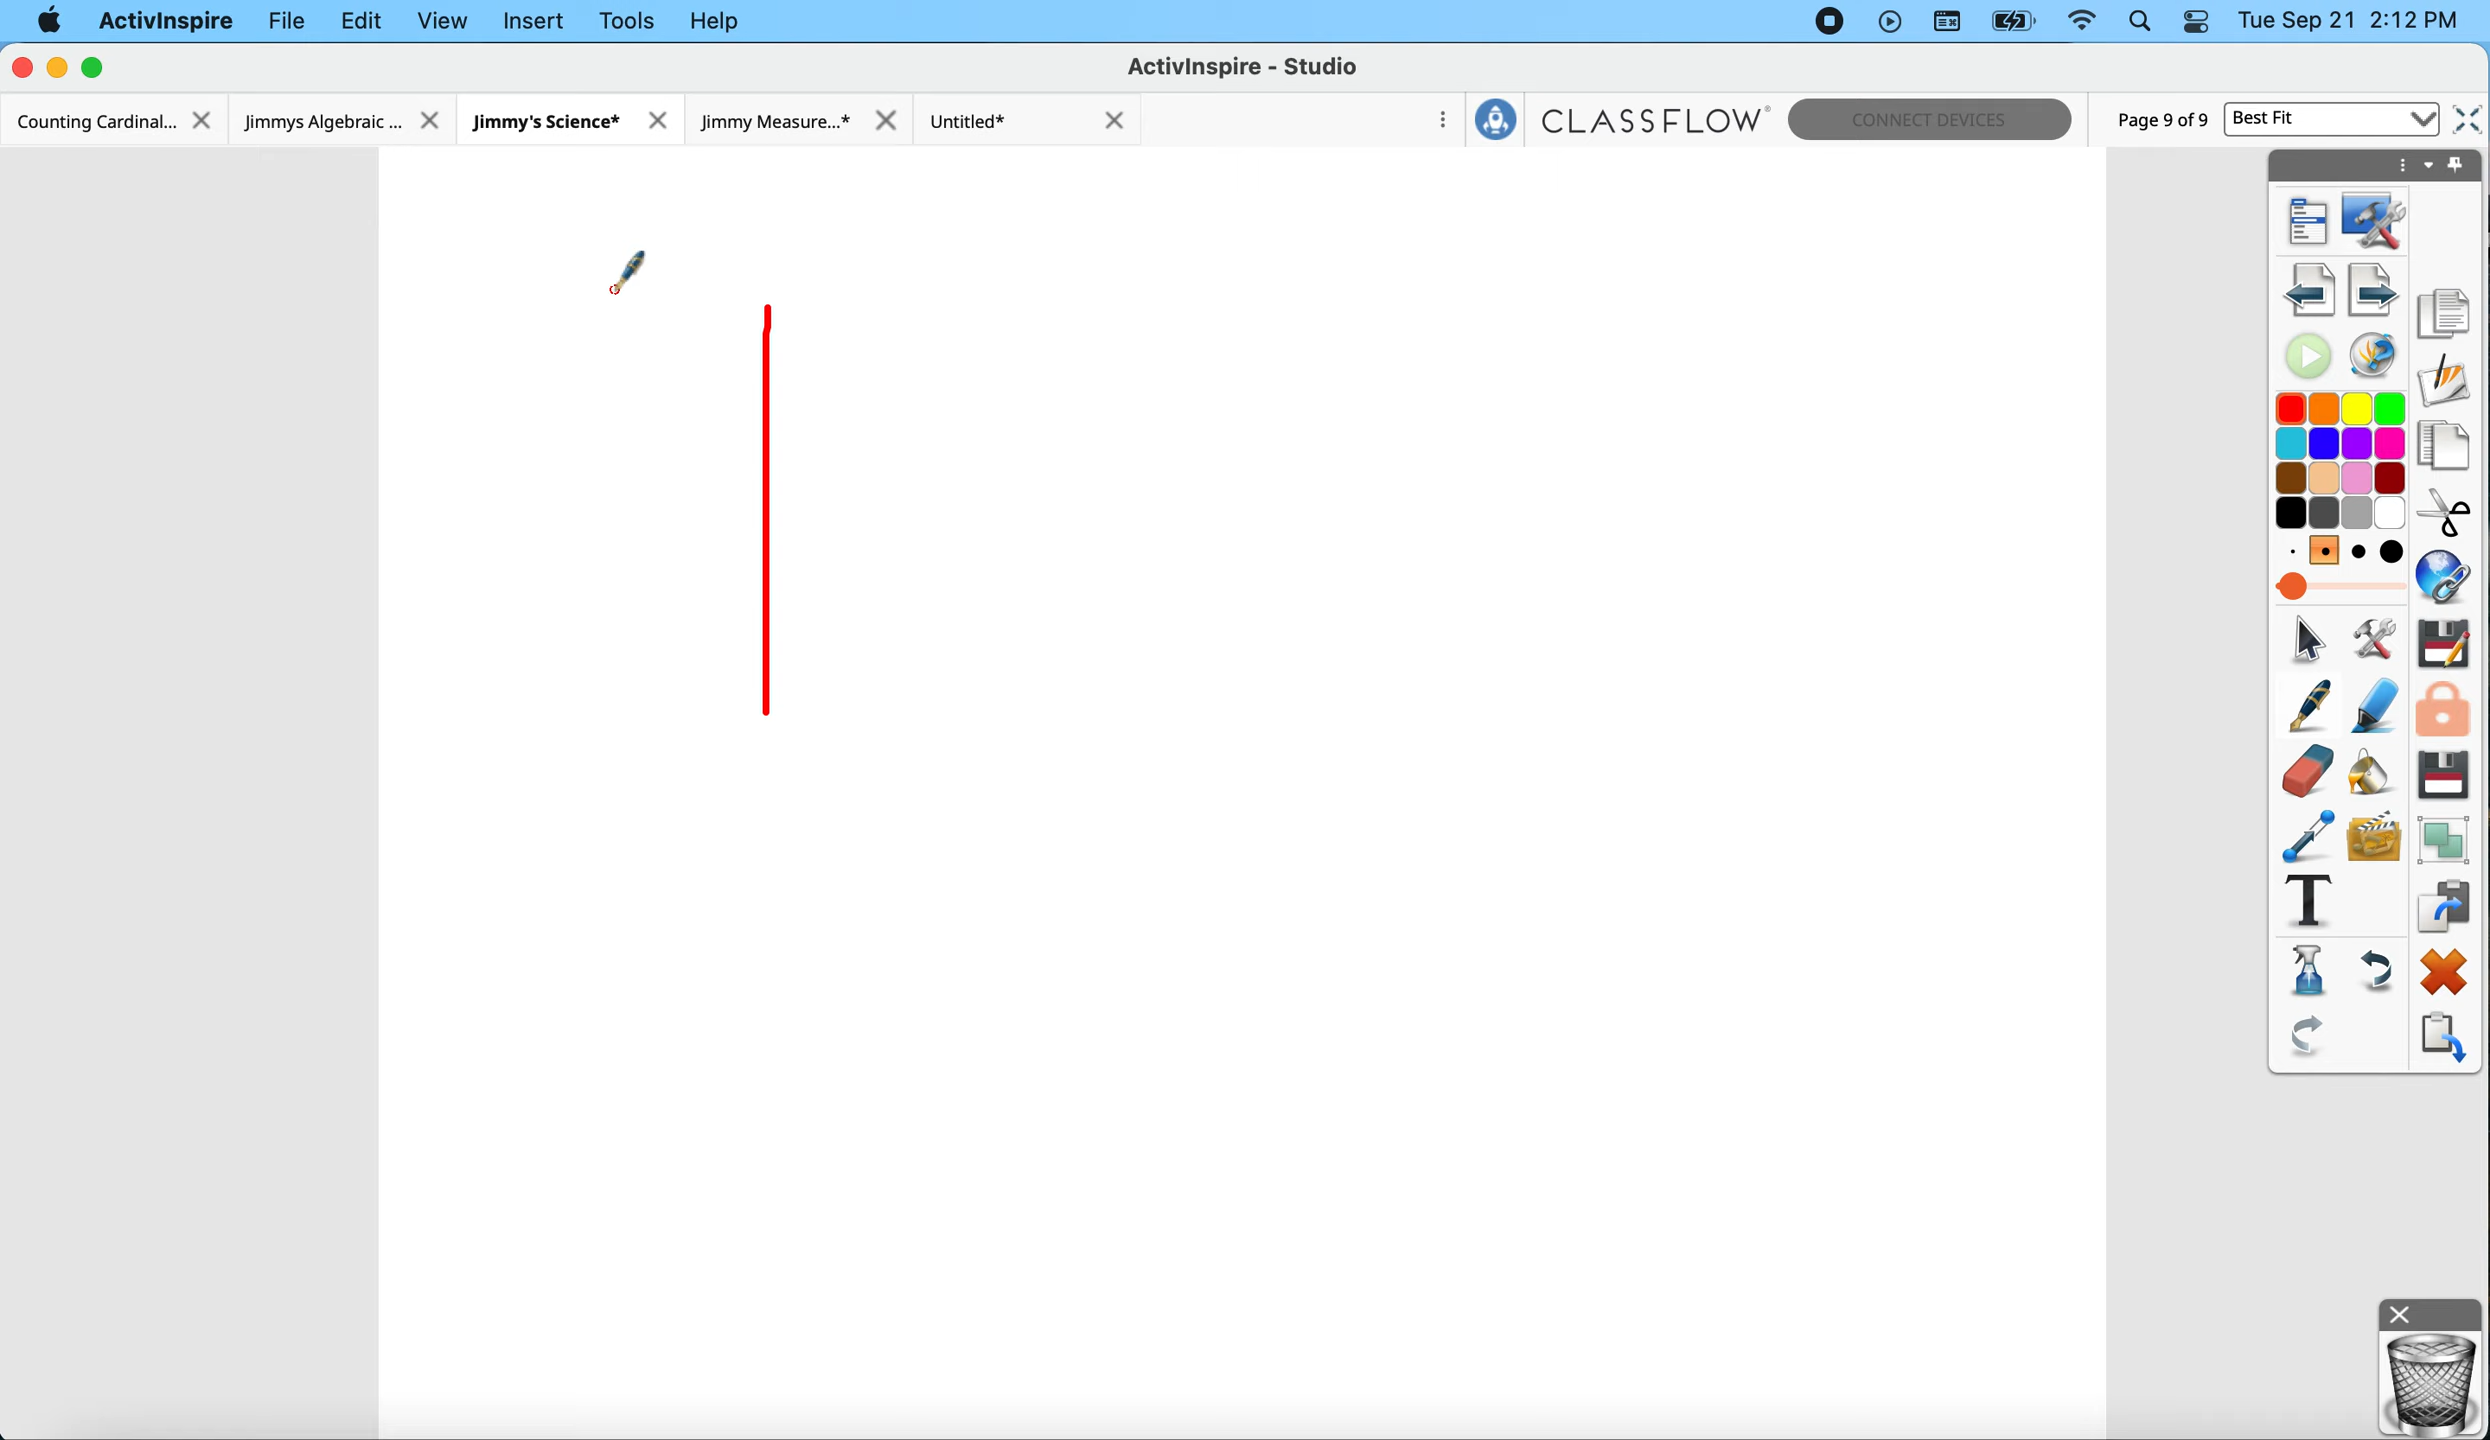 ActivInspire File Edit View Insert Tools Help Tue Sep 21 2:12 PM
ActivInspire - Studio
Counting Cardinal... Jimmys Algebraic ... Jimmy's Science* Jimmy Measure...* Untitled* CLASSFLOW® CONNECT DEVICES Page 9 of 9 Best Fit
T